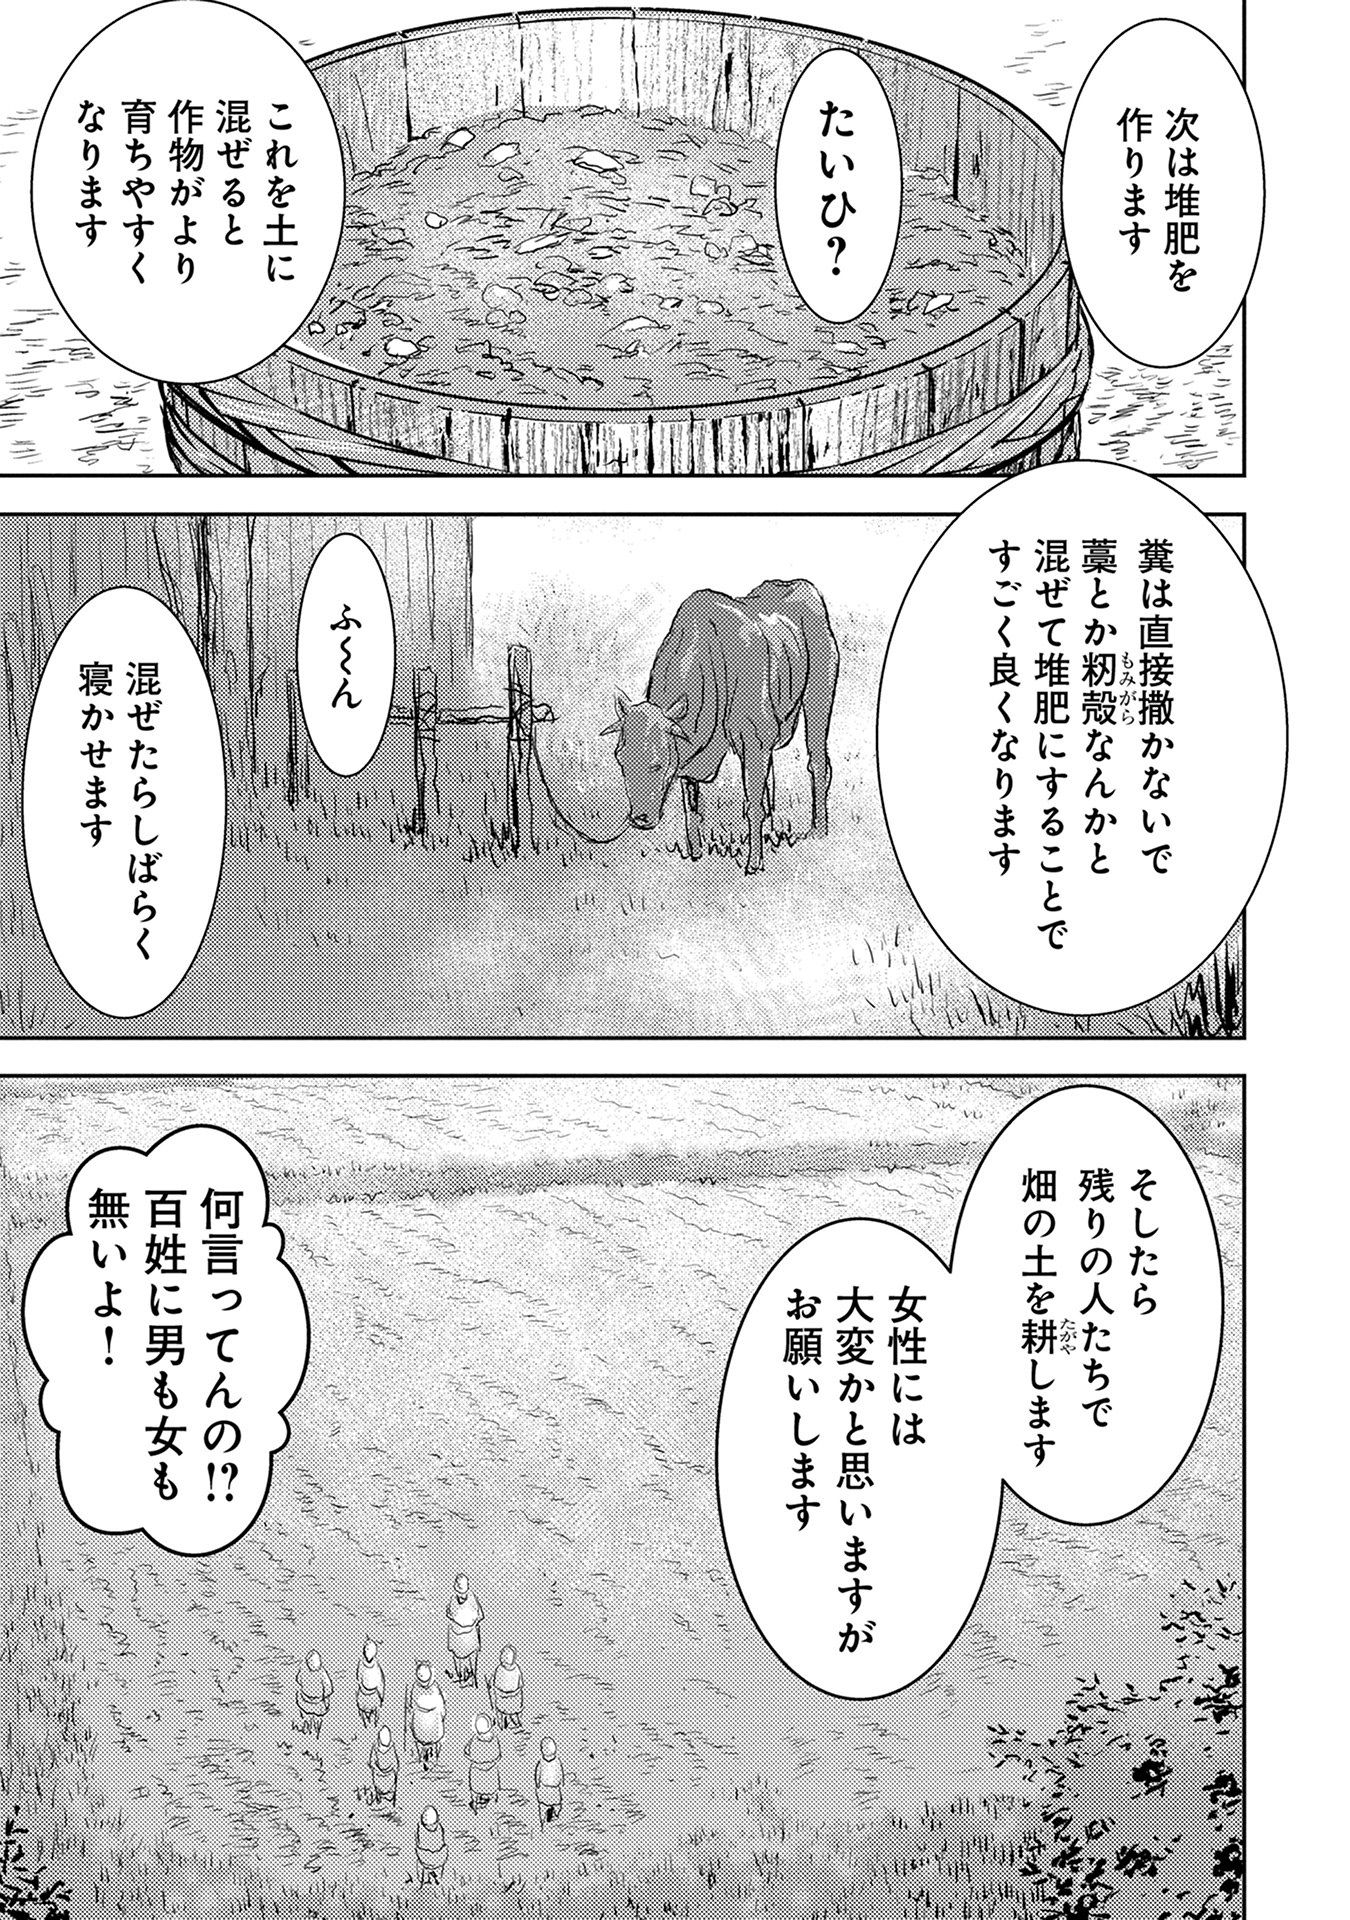 次は堆肥を
作ります
たいひ？
これを土に
混ぜると
作物がより
育ちやすく
なります
糞は直接撒かないで
藁とか籾殻なんかと
もみがら
混ぜて堆肥にすることで
すごく良くなります
ふ〜ん
混ぜたらしばらく
寝かせます
そしたら
残りの人たちで
畑の土を耕します
たがや
女性には
大変かと思いますが
お願いします
何言ってんの!?
百姓に男も女も
無いよ！